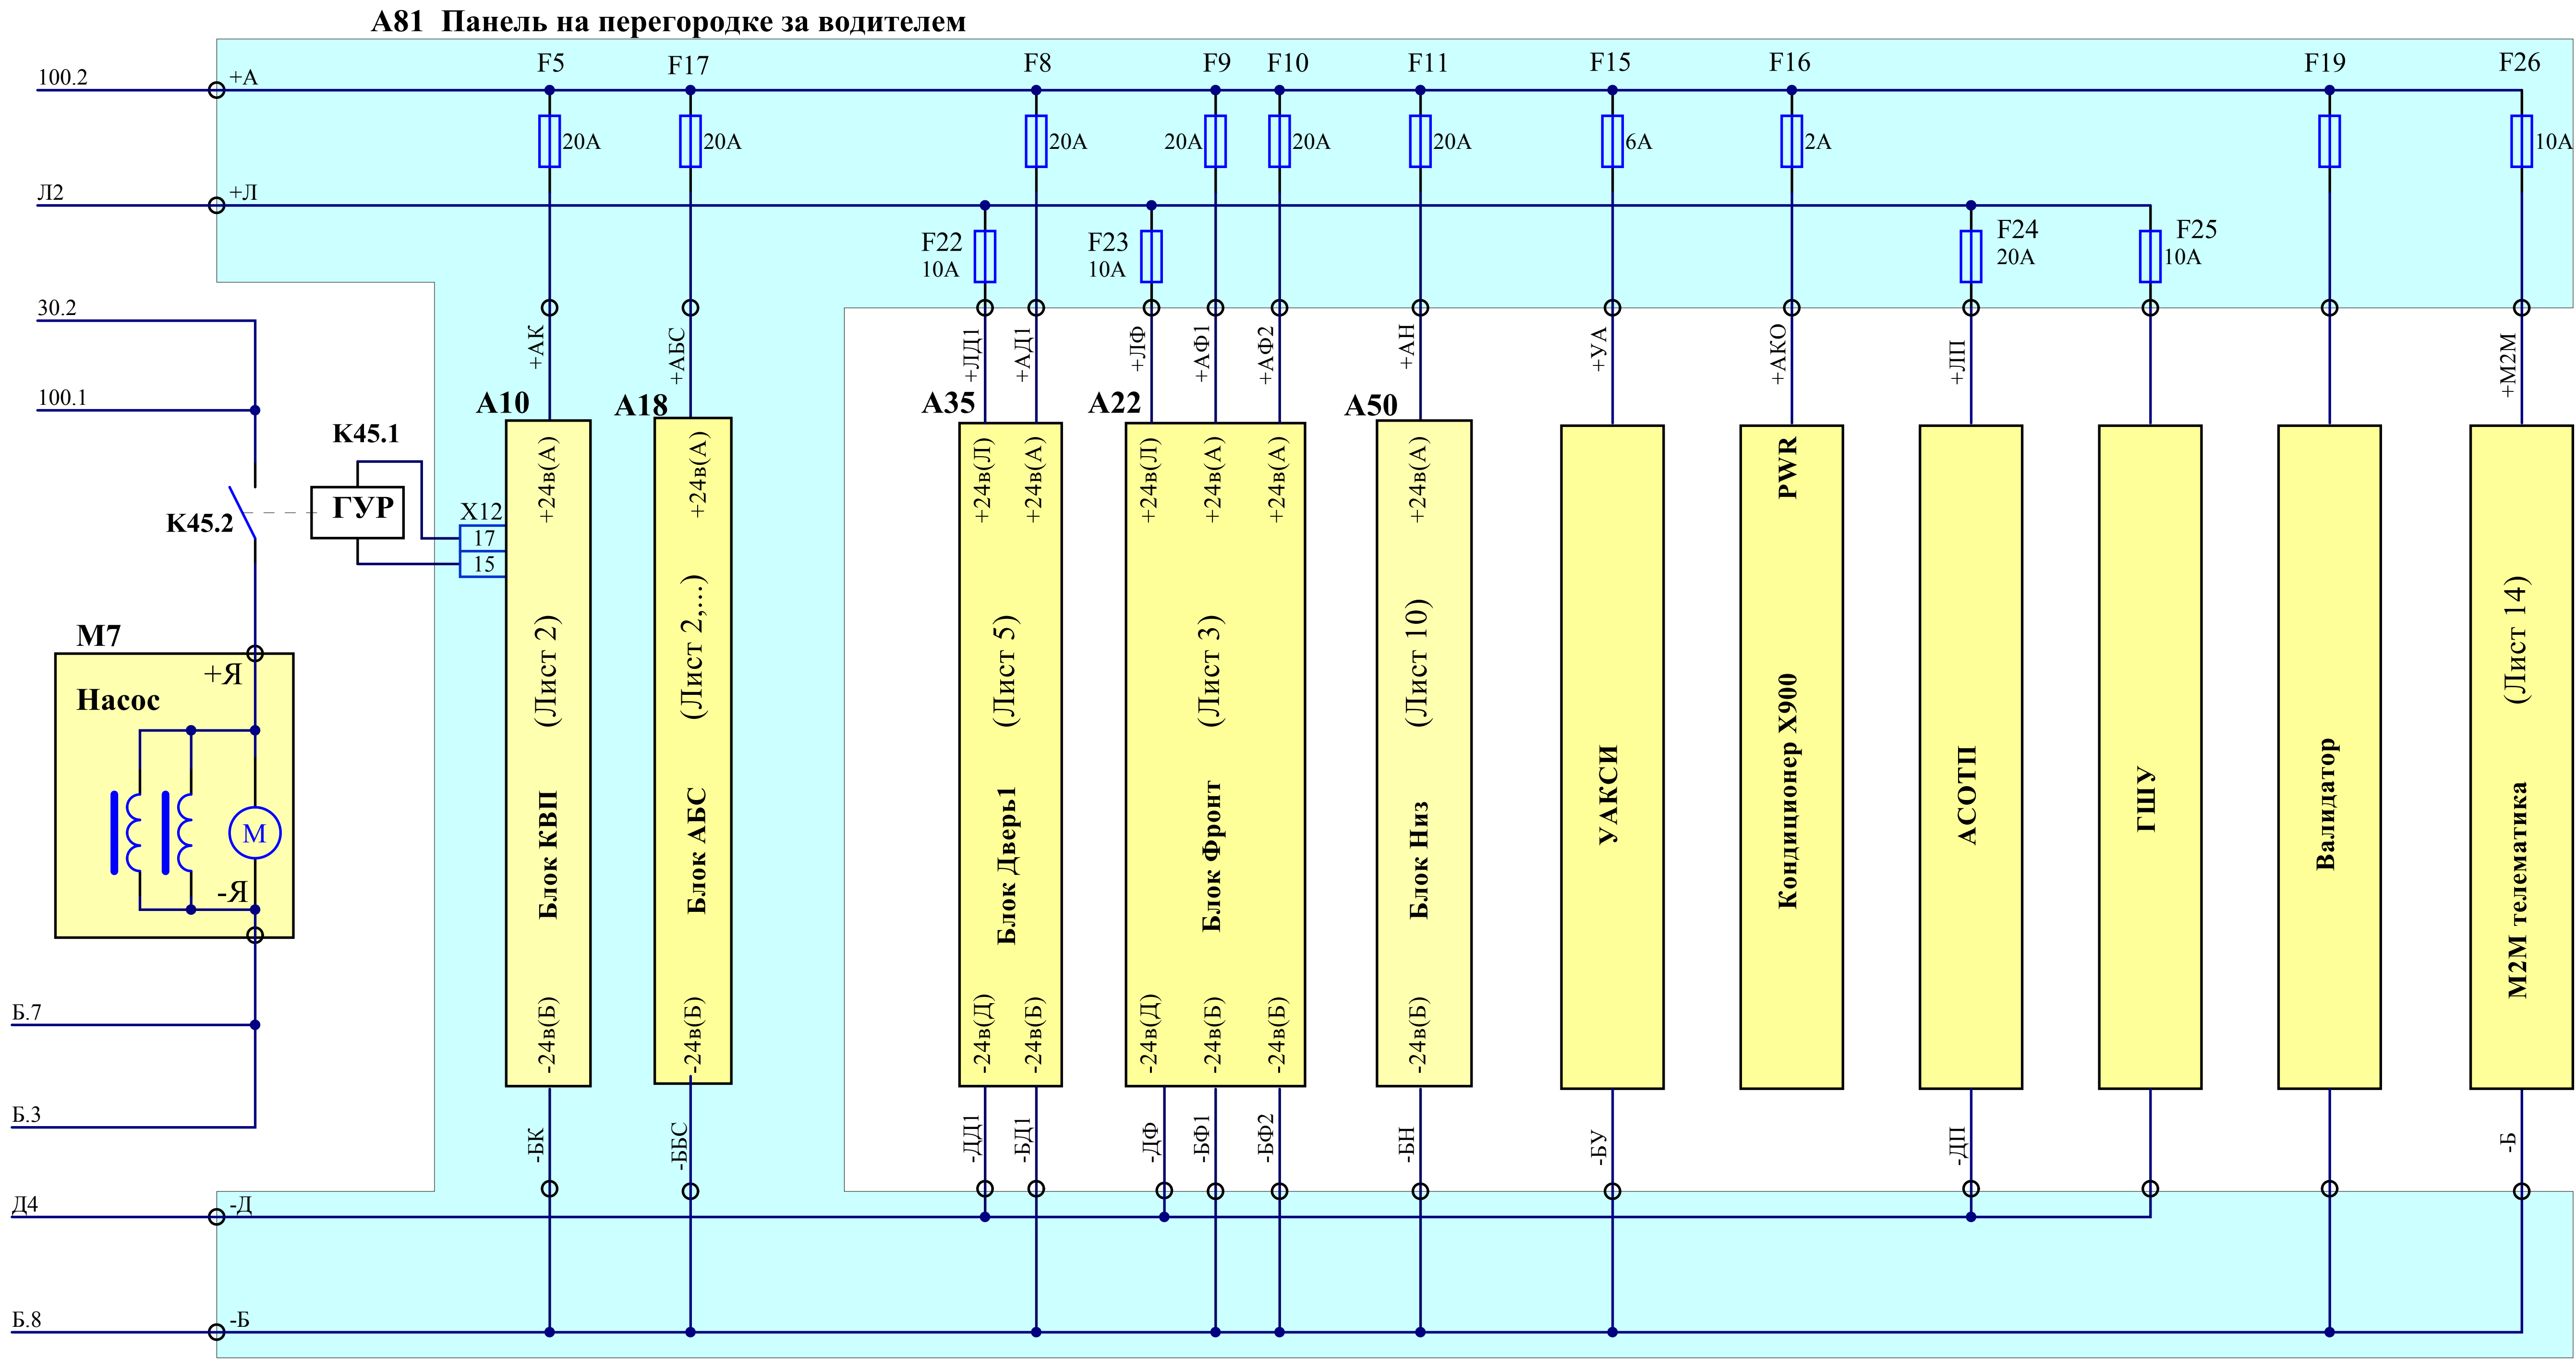 А81 Панель на перегородке за водителем
F5
F17
F8
F9
F10
F11
F15
F16
F19
F26
100.2
+А
20А
20А
20А
20А
20А
20А
6А
2А
10А
Л2
+Л
F22
10А
F23
10А
F24
20А
F25
10А
30.2
100.1
+АК
+АБС
+ЛД1
+АД1
+ЛФ
+АФ1
+АФ2
+АН
+УА
+АКО
+ЛП
+М2М
А10
А18
А35
А22
А50
К45.1
ГУР
К45.2
Х12
17
15
+24в(А)
(Лист 2)
Блок КВП
-24в(Б)
+24в(А)
(Лист 2,...)
Блок АБС
-24в(Б)
+24в(Л)
+24в(А)
(Лист 5)
Блок Дверь1
-24в(Д)
-24в(Б)
+24в(Л)
+24в(А)
+24в(А)
(Лист 3)
Блок Фронт
-24в(Д)
-24в(Б)
-24в(Б)
+24в(А)
(Лист 10)
Блок Низ
-24в(Б)
УАКСИ
PWR
Кондиционер Х900
АСОТП
ГШУ
Валидатор
(Лист 14)
М2М телематика
М7
+Я
Насос
М
-Я
Б.7
Б.3
-БК
-ББС
-ДД1
-БД1
-ДФ
-БФ1
-БФ2
-БН
-БУ
-ДП
-Б
Д4
-Д
Б.8
-Б